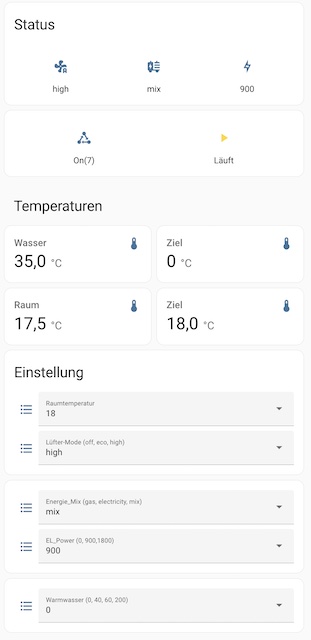 Status
high
mix
900
On(7)
Läuft
Temperaturen
Wasser
35,0 °C
Ziel
0 °C
Raum
17,5 °C
Ziel
18,0 °C
Einstellung
Raumtemperatur
18
Lüfter-Mode (off, eco, high)
high
Energie_Mix (gas, electricity, mix)
mix
EL_Power (0, 900,1800)
900
Warmwasser (0, 40, 60, 200)
0